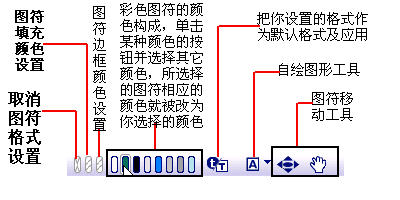 图符
填充
颜色
设置
取消
图符
格式
设置
图符边框颜色设置
彩色图符的颜
色构成，单击
某种颜色的按
钮并选择其它
颜色，所选择
的图符相应的
颜色就被改为
你选择的颜色
把你设置的格式作
为默认格式及应用
自绘图形工具
图符移
动工具
A